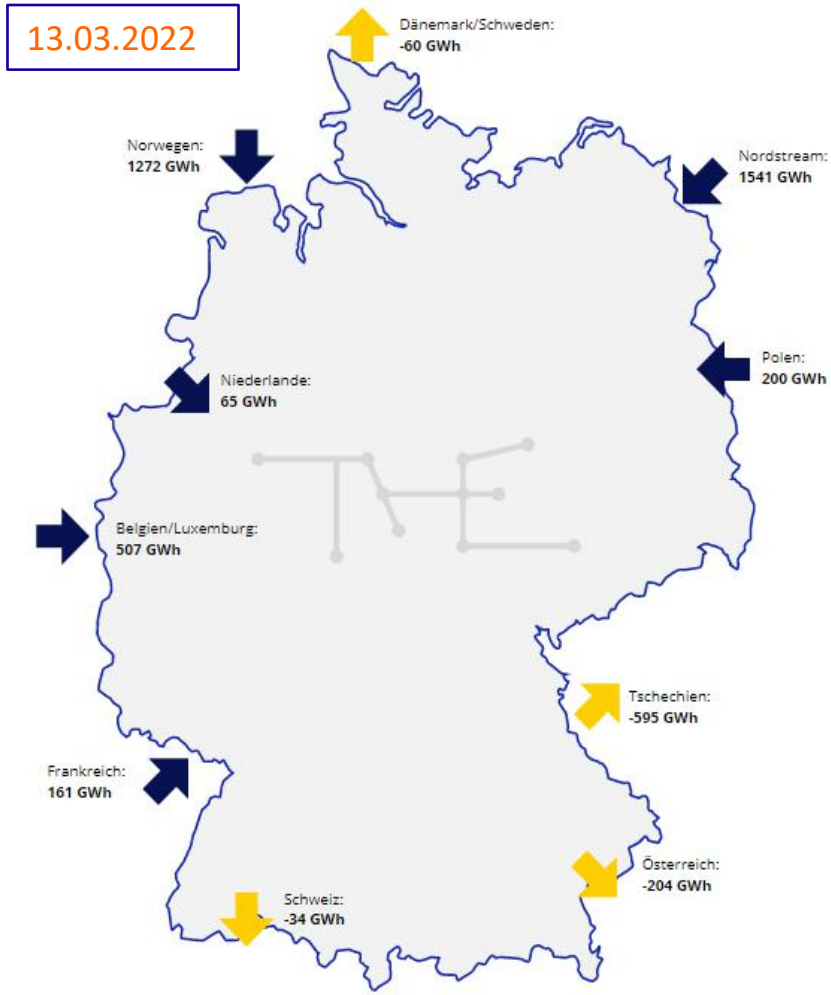 13.03.2022
Dänemark/Schweden:
-60 GWh
Norwegen:
1272 GWh
Nordstream:
1541 GWh
Polen:
200 GWh
Niederlande:
65 GWh
THE
Belgien/Luxemburg:
507 GWh
Tschechien:
-595 GWh
Frankreich:
161 GWh
Österreich:
-204 GWh
Schweiz:
-34 GWh